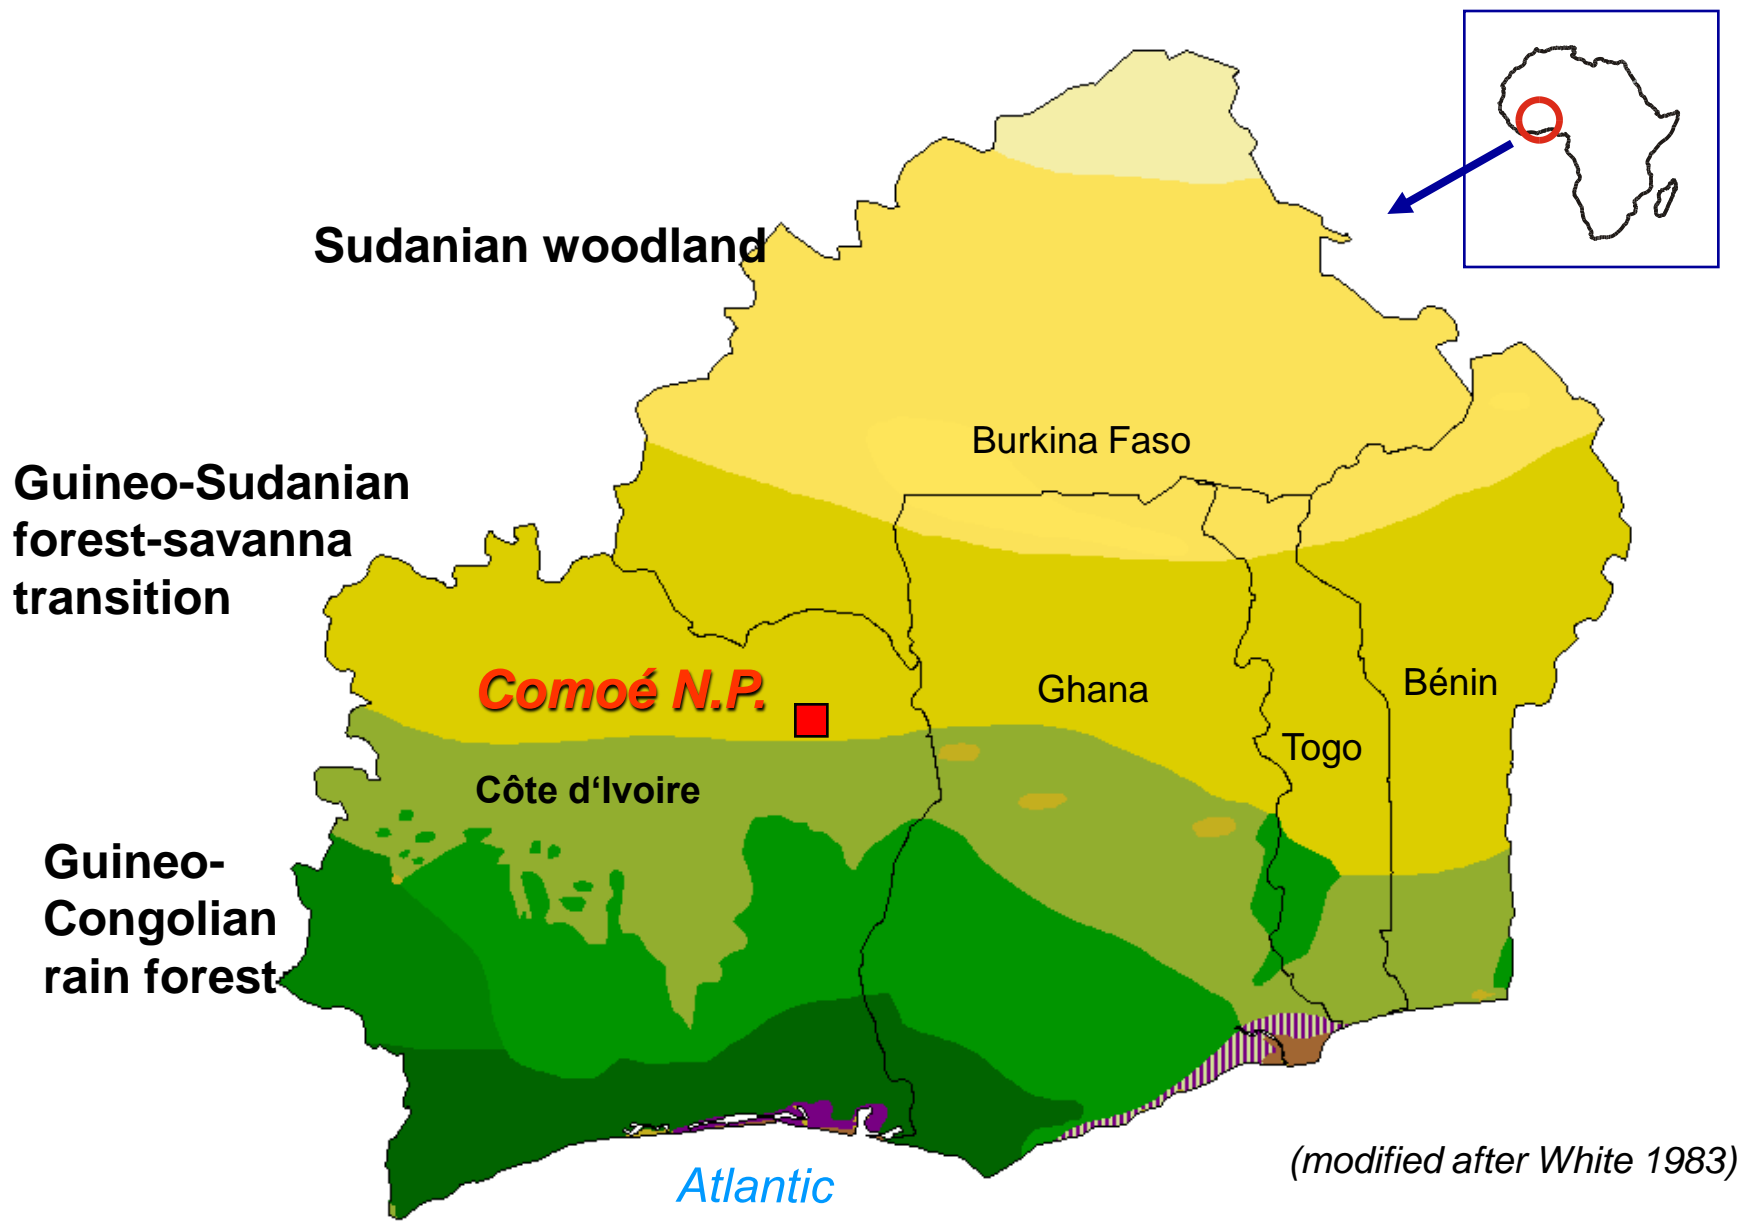 Sudanian woodland
Burkina Faso
Guineo-Sudanian
forest-savanna
transition
Comoé N.P.
Ghana
Bénin
Togo
Côte d‘Ivoire
Guineo-
Congolian
rain forest
(modified after White 1983)
Atlantic